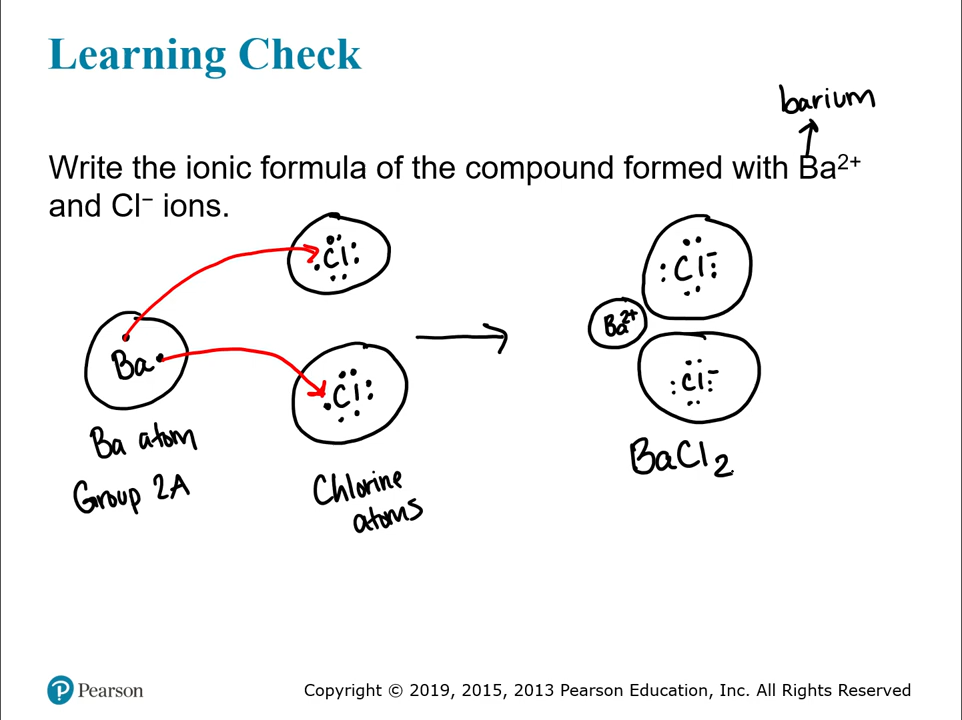 Learning Check
barium
Write the ionic formula of the compound formed with Ba²⁺
and Cl⁻ ions.
Cl
Cl⁻
Ba
Ba²⁺
Cl
Cl⁻
Ba atom
Group 2A
Chlorine
atoms
BaCl₂
Pearson
Copyright © 2019, 2015, 2013 Pearson Education, Inc. All Rights Reserved